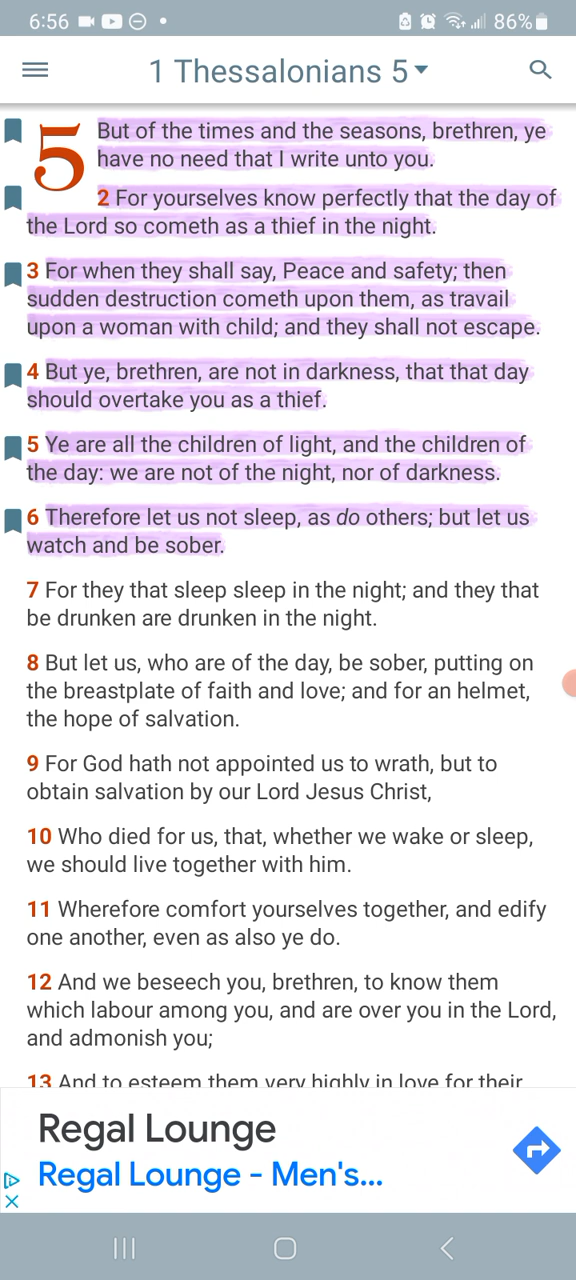 6:56 86%
1 Thessalonians 5
5 But of the times and the seasons, brethren, ye
have no need that I write unto you.
2 For yourselves know perfectly that the day of
the Lord so cometh as a thief in the night.
3 For when they shall say, Peace and safety; then
sudden destruction cometh upon them, as travail
upon a woman with child; and they shall not escape.
4 But ye, brethren, are not in darkness, that that day
should overtake you as a thief.
5 Ye are all the children of light, and the children of
the day: we are not of the night, nor of darkness.
6 Therefore let us not sleep, as do others; but let us
watch and be sober.
7 For they that sleep sleep in the night; and they that
be drunken are drunken in the night.
8 But let us, who are of the day, be sober, putting on
the breastplate of faith and love; and for an helmet,
the hope of salvation.
9 For God hath not appointed us to wrath, but to
obtain salvation by our Lord Jesus Christ,
10 Who died for us, that, whether we wake or sleep,
we should live together with him.
11 Wherefore comfort yourselves together, and edify
one another, even as also ye do.
12 And we beseech you, brethren, to know them
which labour among you, and are over you in the Lord,
and admonish you;
13 And to esteem them very highly in love for their
Regal Lounge
Regal Lounge - Men's...